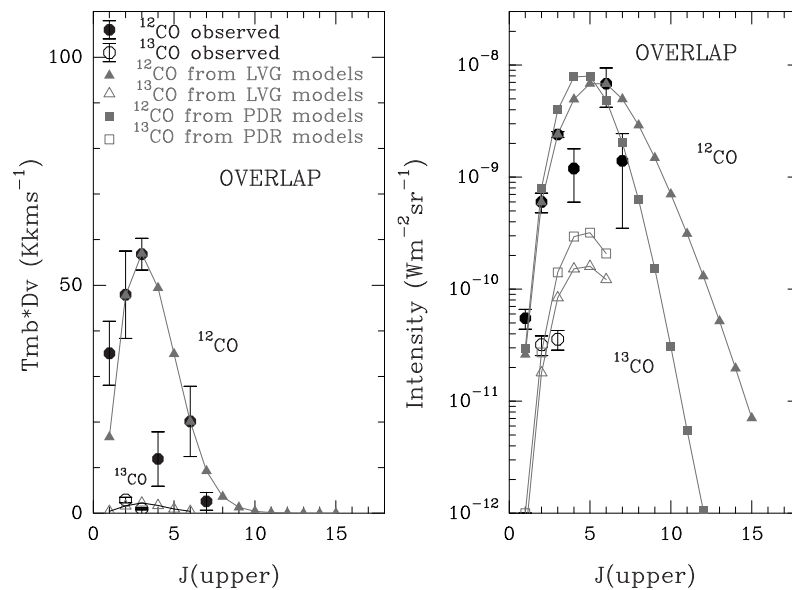 ¹²CO observed
¹³CO observed
¹²CO from LVG models
¹³CO from LVG models
¹²CO from PDR models
¹³CO from PDR models
OVERLAP
¹²CO
¹³CO
100
50
0
0 5 10 15
J(upper)
Tmb*Dv (Kkms⁻¹)
OVERLAP
¹²CO
¹³CO
10⁻⁸
10⁻⁹
10⁻¹⁰
10⁻¹¹
10⁻¹²
0 5 10 15
J(upper)
Intensity (Wm⁻²sr⁻¹)